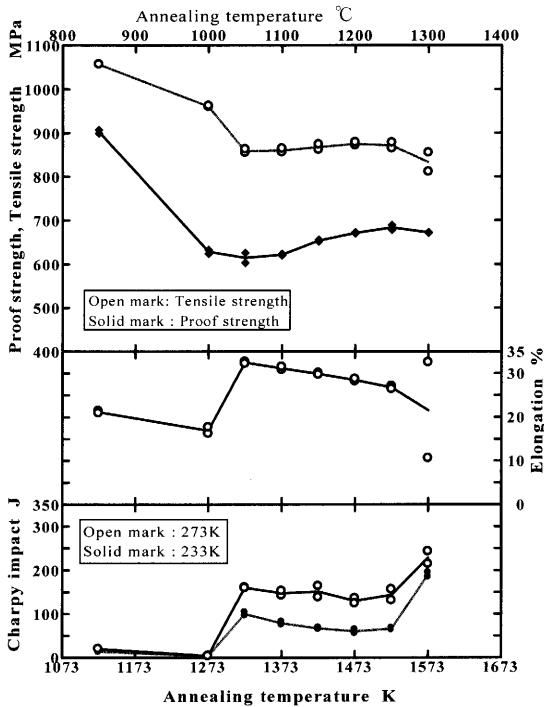 Annealing temperature °C
800 900 1000 1100 1200 1300 1400
Proof strength, Tensile strength MPa
1100
1000
900
800
700
600
500
400
Open mark: Tensile strength
Solid mark : Proof strength
35
30
20
10
0
Elongation %
Charpy impact J
350
300
200
100
0
Open mark : 273K
Solid mark : 233K
1073 1173 1273 1373 1473 1573 1673
Annealing temperature K